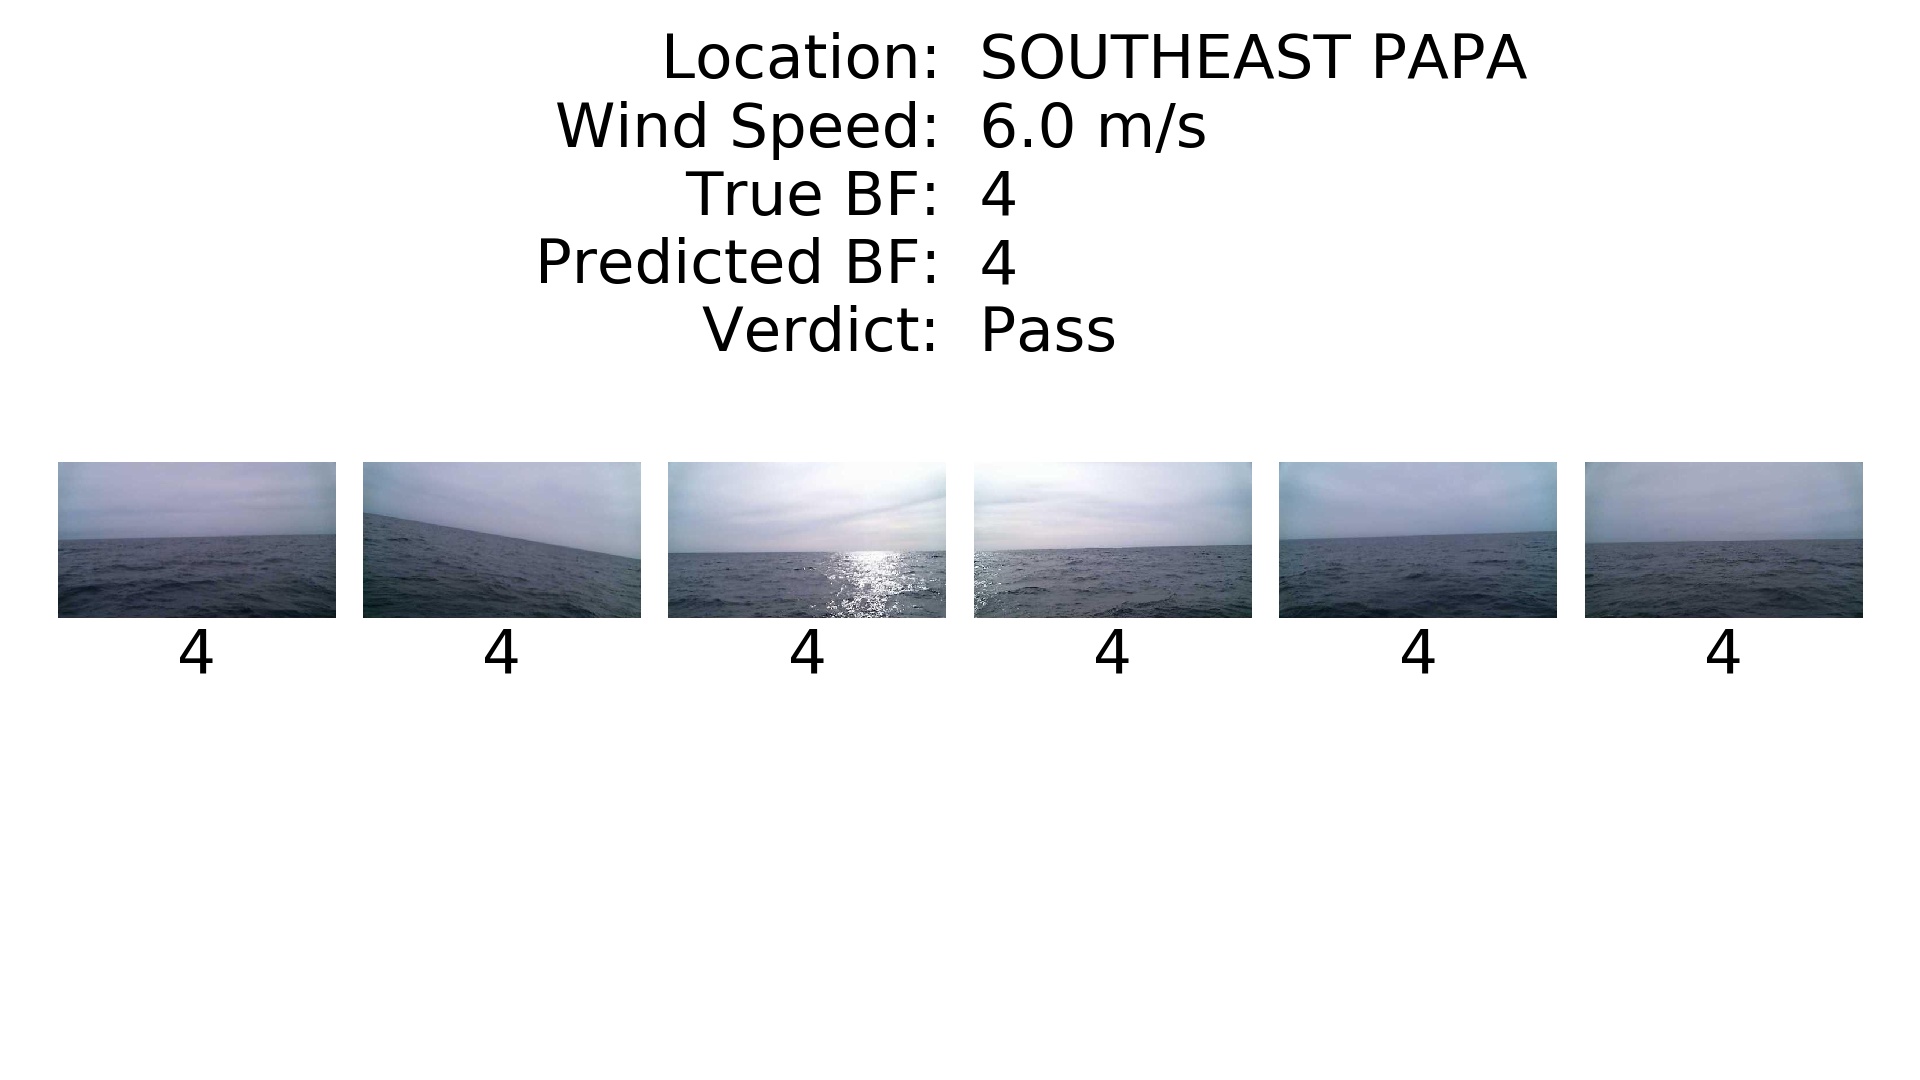 Location: SOUTHEAST PAPA
Wind Speed: 6.0 m/s
True BF: 4
Predicted BF: 4
Verdict: Pass
4 4 4 4 4 4